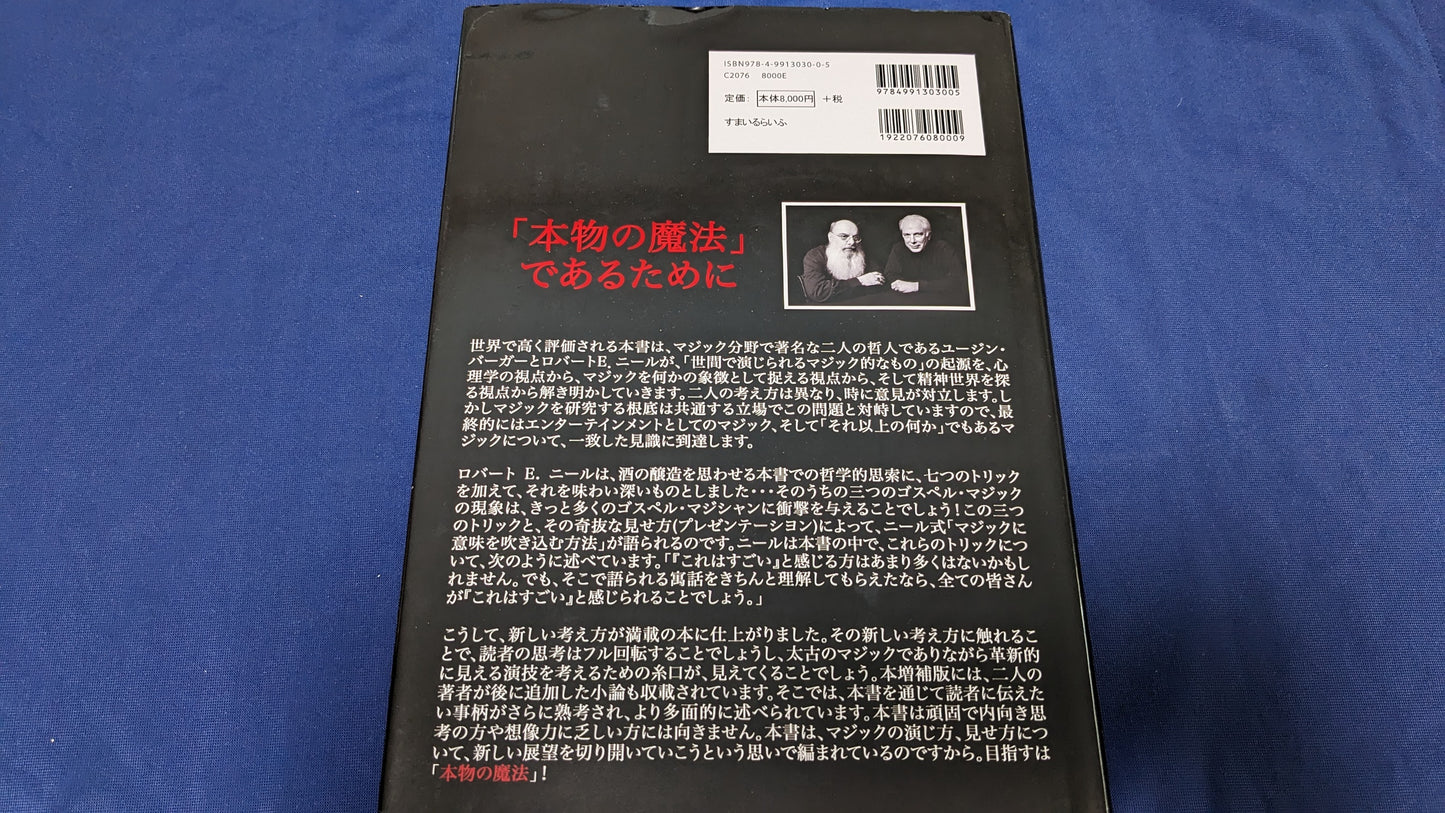 ISBN978-4-9913030-0-5
C2076 8000E
定価： 本体8,000円 +税
すまいるらいふ
9784991303005
1922076080009
「本物の魔法」
であるために
世界で高く評価される本書は、マジック分野で著名な二人の哲人であるユージン・
バーガーとロバートE. ニールが、「世間で演じられるマジック的なもの」の起源を、心
理学の視点から、マジックを何かの象徴として捉える視点から、そして精神世界を探
る視点から解き明かしていきます。二人の考え方は異なり、時に意見が対立します。し
かしマジックを研究する根底は共通する立場でこの問題と対峙していますので、最
終的にはエンターテインメントとしてのマジック、そして「それ以上の何か」でもあるマ
ジックについて、一致した見識に到達します。
ロバート E. ニールは、酒の醸造を思わせる本書での哲学的思索に、七つのトリック
を加えて、それを味わい深いものとしました・・・そのうちの三つのゴスペル・マジック
の現象は、きっと多くのゴスペル・マジシャンに衝撃を与えることでしょう！この三つ
のトリックと、その奇抜な見せ方(プレゼンテーション)によって、ニール式「マジックに
意味を吹き込む方法」が語られるのです。ニールは本書の中で、これらのトリックにつ
いて、次のように述べています。「『これはすごい』と感じる方はあまり多くはないかもし
れません。でも、そこで語られる寓話をきちんと理解してもらえたなら、全ての皆さん
が『これはすごい』と感じられることでしょう。」
こうして、新しい考え方が満載の本に仕上がりました。その新しい考え方に触れるこ
とで、読者の思考はフル回転することでしょうし、太古のマジックでありながら革新的
に見える演技を考えるための糸口が、見えてくることでしょう。本増補版には、二人の
著者が後に追加した小論も収載されています。そこでは、本書を通じて読者に伝えた
い事柄がさらに熟考され、より多面的に述べられています。本書は頑固で内向き思
考の方や想像力に乏しい方には向きません。本書は、マジックの演じ方、見せ方につ
いて、新しい展望を切り開いていこうという思いで編まれているのですから。目指すは
「本物の魔法」！